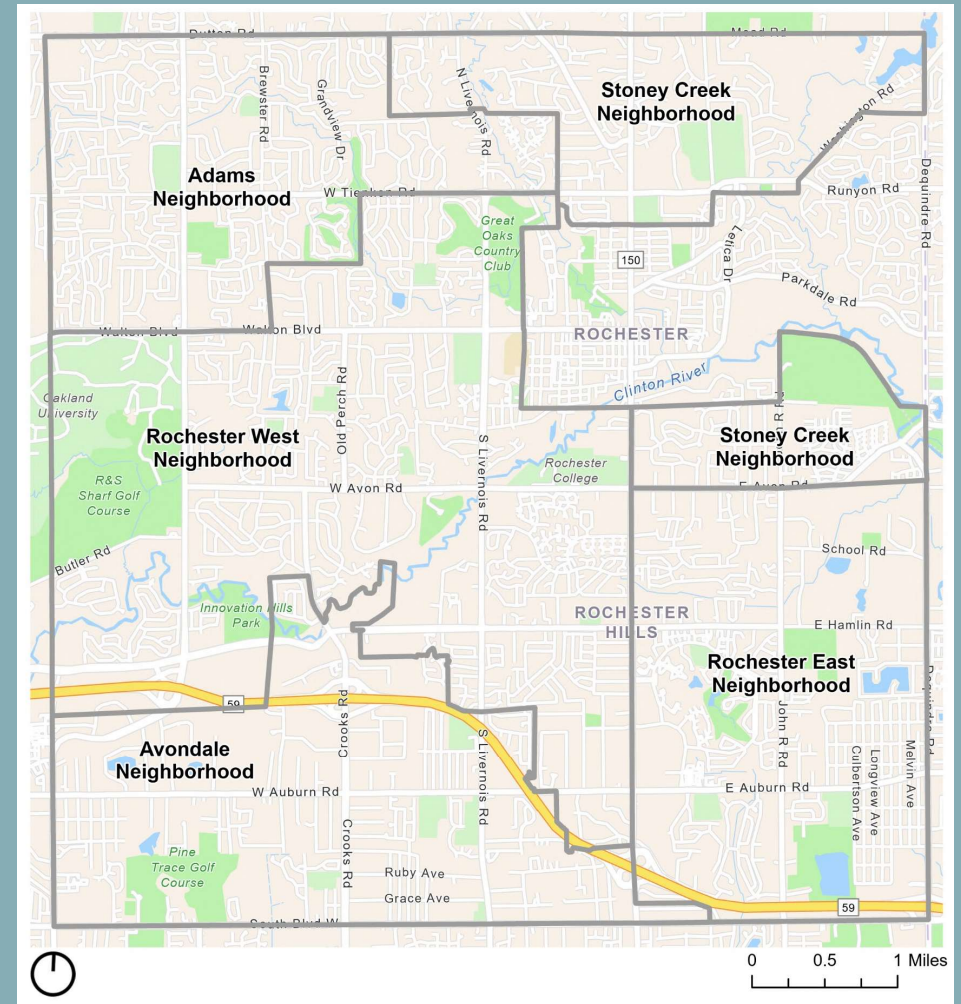 Dutton Rd
Mead Rd
Brewster Rd
Grandview Dr
N Livernois Rd
Stoney Creek
Neighborhood
Washington Rd
Adams
Neighborhood
W Tienken Rd
Runyon Rd
Dequindre Rd
Great
Oaks
Country
Club
150
Letica Dr
Parkdale Rd
Walton Blvd
Walton Blvd
ROCHESTER
Clinton River
Oakland
University
Old Perch Rd
Rochester West
Neighborhood
S Livernois Rd
Stoney Creek
Neighborhood
R&S
Sharf Golf
Course
Rochester
College
W Avon Rd
E Avon Rd
Butler Rd
School Rd
Innovation Hills
Park
ROCHESTER
HILLS
E Hamlin Rd
Rochester East
Neighborhood
59
Crooks Rd
John R Rd
Dequindre Rd
Avondale
Neighborhood
S Livernois Rd
Culbertson Ave
Longview Ave
Melvin Ave
W Auburn Rd
E Auburn Rd
Crooks Rd
Pine
Trace Golf
Course
Ruby Ave
Grace Ave
59
South Blvd W
0 0.5 1 Miles